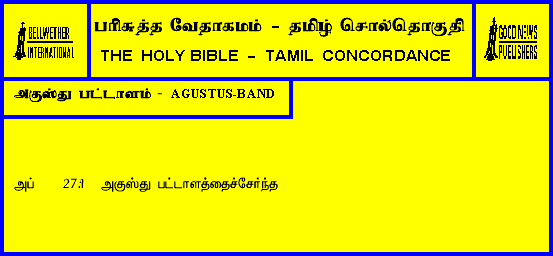 BELLWETHER
INTERNATIONAL
பரிசுத்த வேதாகமம் - தமிழ் சொல்தொகுதி
THE HOLY BIBLE - TAMIL CONCORDANCE
GOOD NEWS
PUBLISHERS
அகுஸ்து பட்டாளம் - AGUSTUS-BAND
அப் 27:1 அகுஸ்து பட்டாளத்தைச்சேர்ந்த